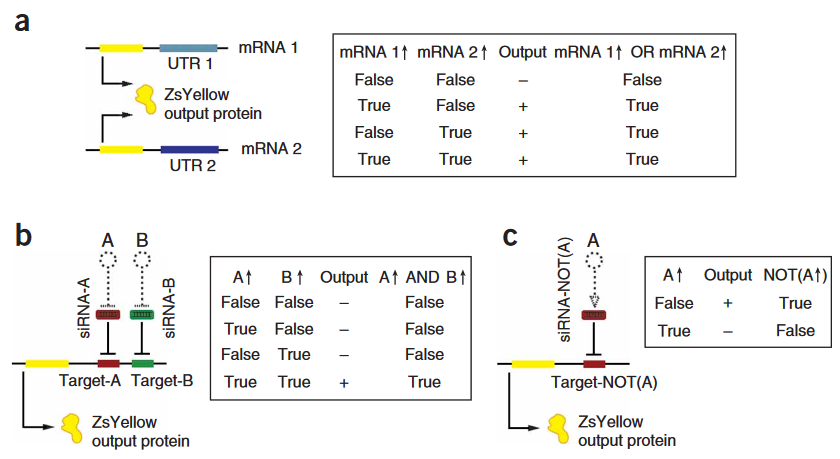 a
mRNA 1
UTR 1
ZsYellow
output protein
mRNA 2
UTR 2
mRNA 1↑ mRNA 2↑ Output mRNA 1↑ OR mRNA 2↑
False False – False
True False + True
False True + True
True True + True
b
A B
siRNA-A
siRNA-B
Target-A Target-B
ZsYellow
output protein
A↑ B↑ Output A↑ AND B↑
False False – False
True False – False
False True – False
True True + True
c
A
siRNA-NOT(A)
Target-NOT(A)
ZsYellow
output protein
A↑ Output NOT(A↑)
False + True
True – False